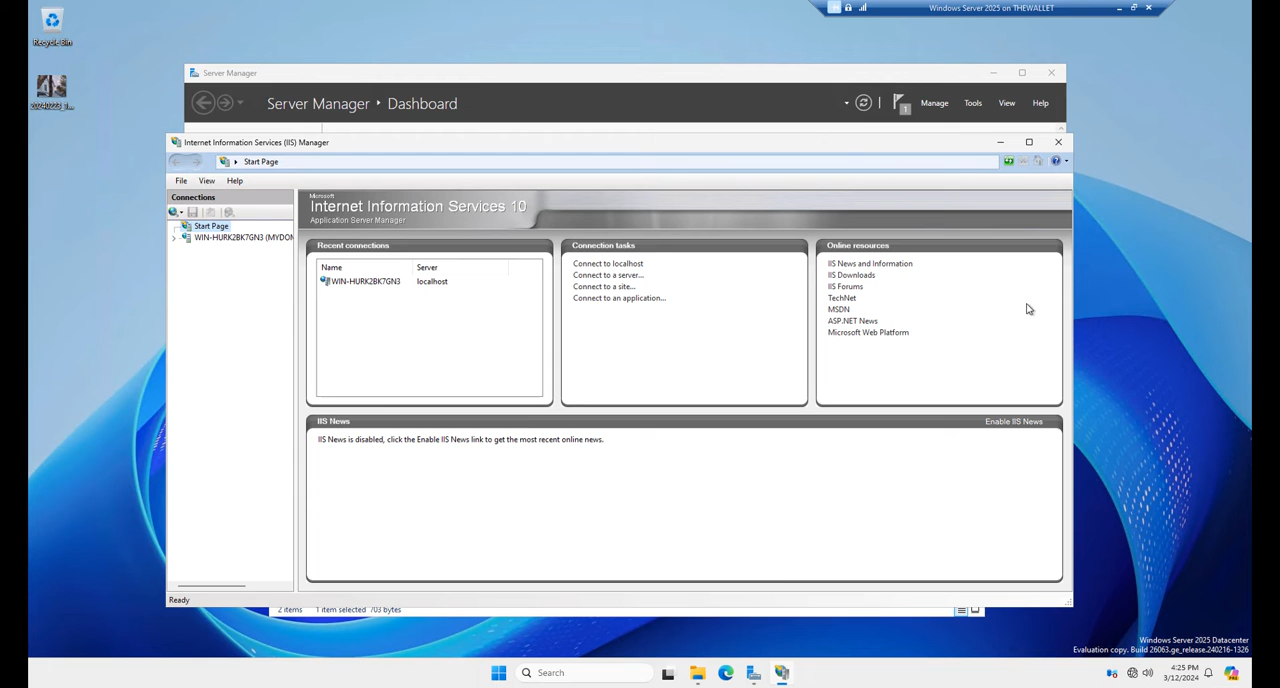 Recycle Bin
Windows Server 2025 on THEWALLET
Server Manager
Server Manager ‣ Dashboard
1
Manage
Tools
View
Help
Internet Information Services (IIS) Manager
Start Page
File
View
Help
Connections
Start Page
WIN-HURK2BK7GN3 (MYDON
Microsoft
Internet Information Services 10
Application Server Manager
Recent connections
Name
Server
WIN-HURK2BK7GN3
localhost
Connection tasks
Connect to localhost
Connect to a server...
Connect to a site...
Connect to an application...
Online resources
IIS News and Information
IIS Downloads
IIS Forums
TechNet
MSDN
ASP.NET News
Microsoft Web Platform
IIS News
Enable IIS News
IIS News is disabled, click the Enable IIS News link to get the most recent online news.
Ready
2 items
1 item selected 703 bytes
Windows Server 2025 Datacenter
Evaluation copy. Build 26063.ge_release.240216-1326
Search
4:25 PM
3/12/2024